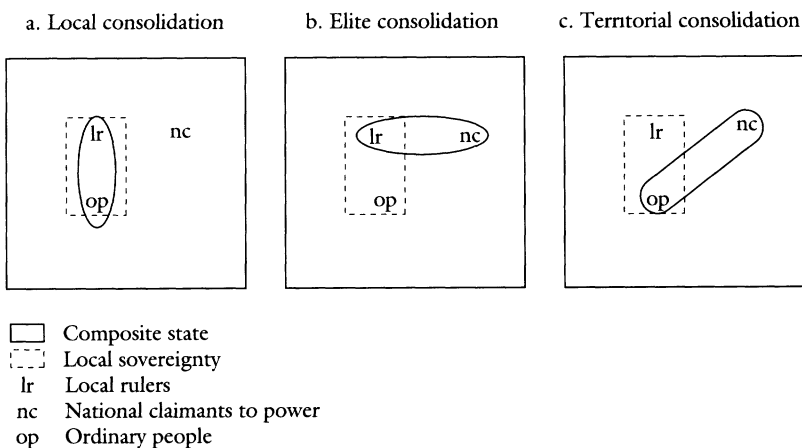 a. Local consolidation
b. Elite consolidation
c. Territorial consolidation
lr
nc
op
lr
nc
op
lr
nc
op
Composite state
Local sovereignty
lr Local rulers
nc National claimants to power
op Ordinary people